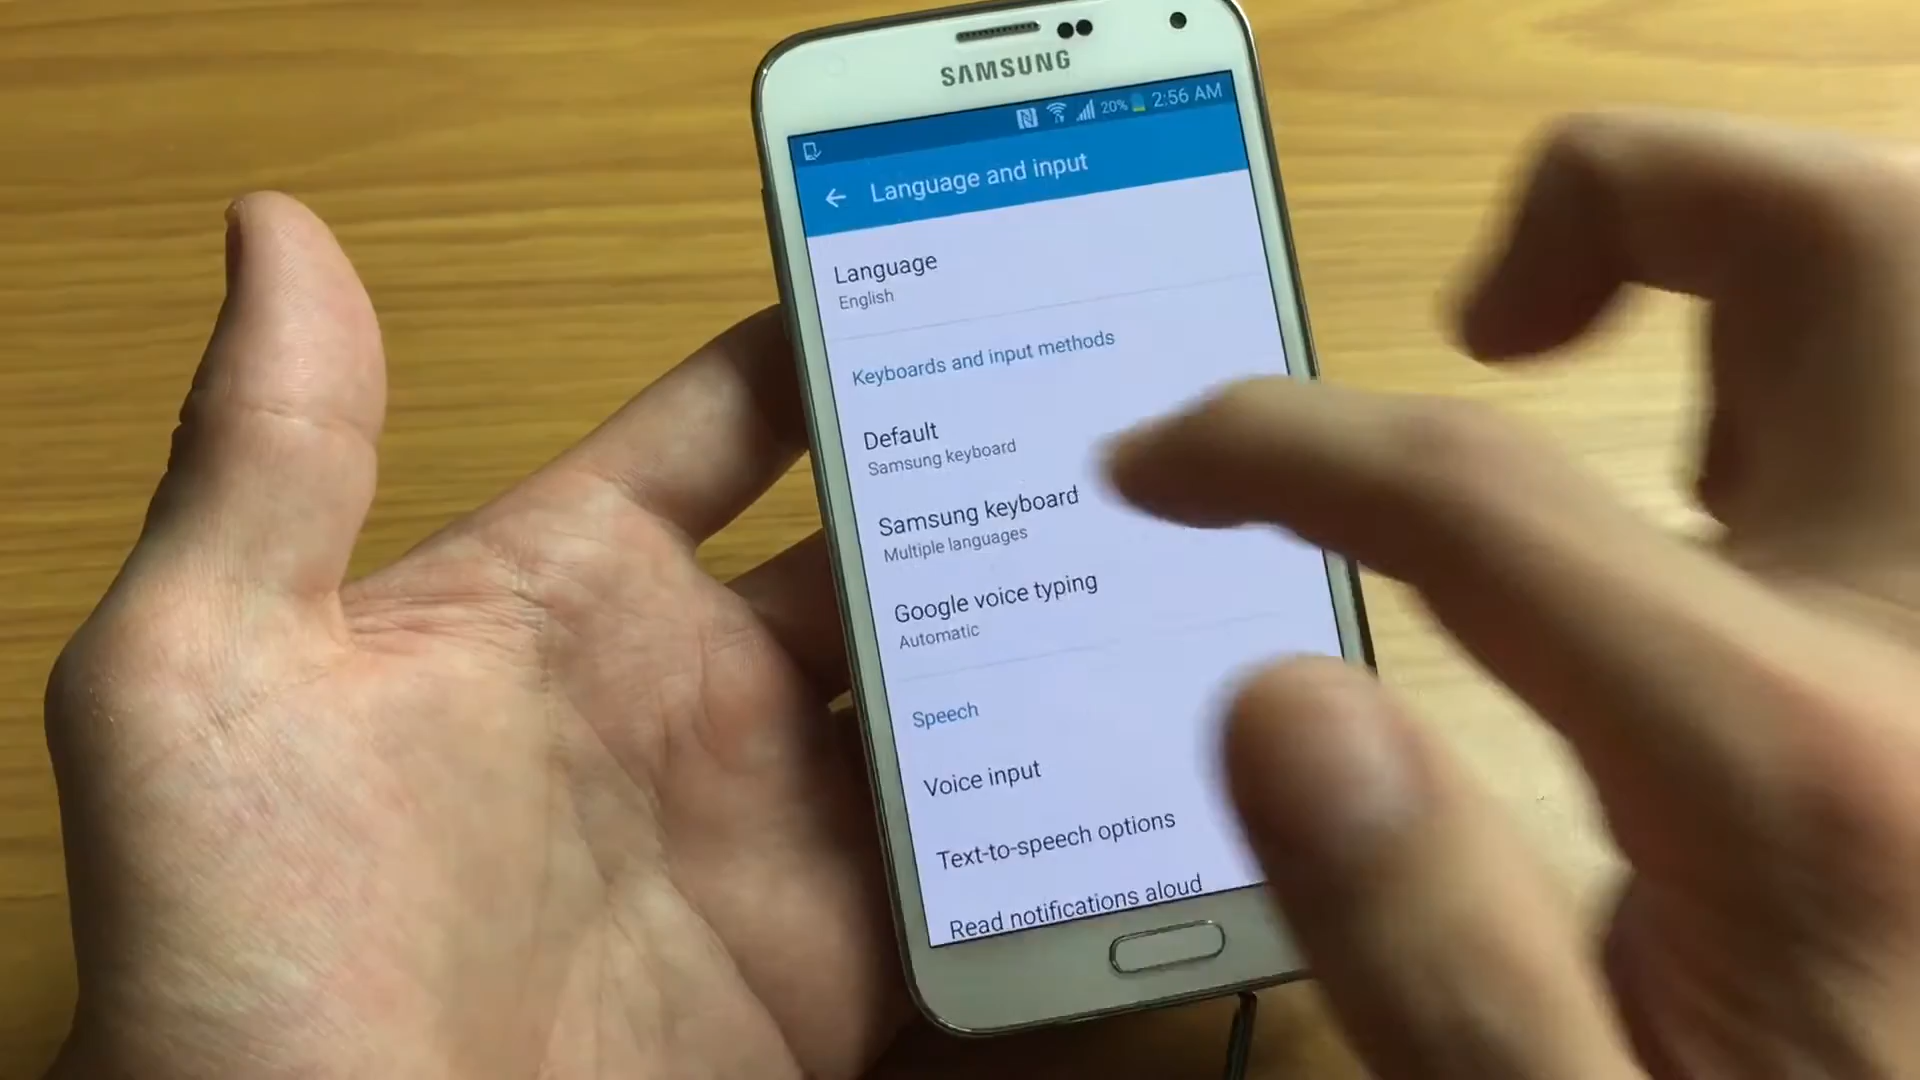 SAMSUNG
20% 2:56 AM
Language and input
Language
English
Keyboards and input methods
Default
Samsung keyboard
Samsung keyboard
Multiple languages
Google voice typing
Automatic
Speech
Voice input
Text-to-speech options
Read notifications aloud